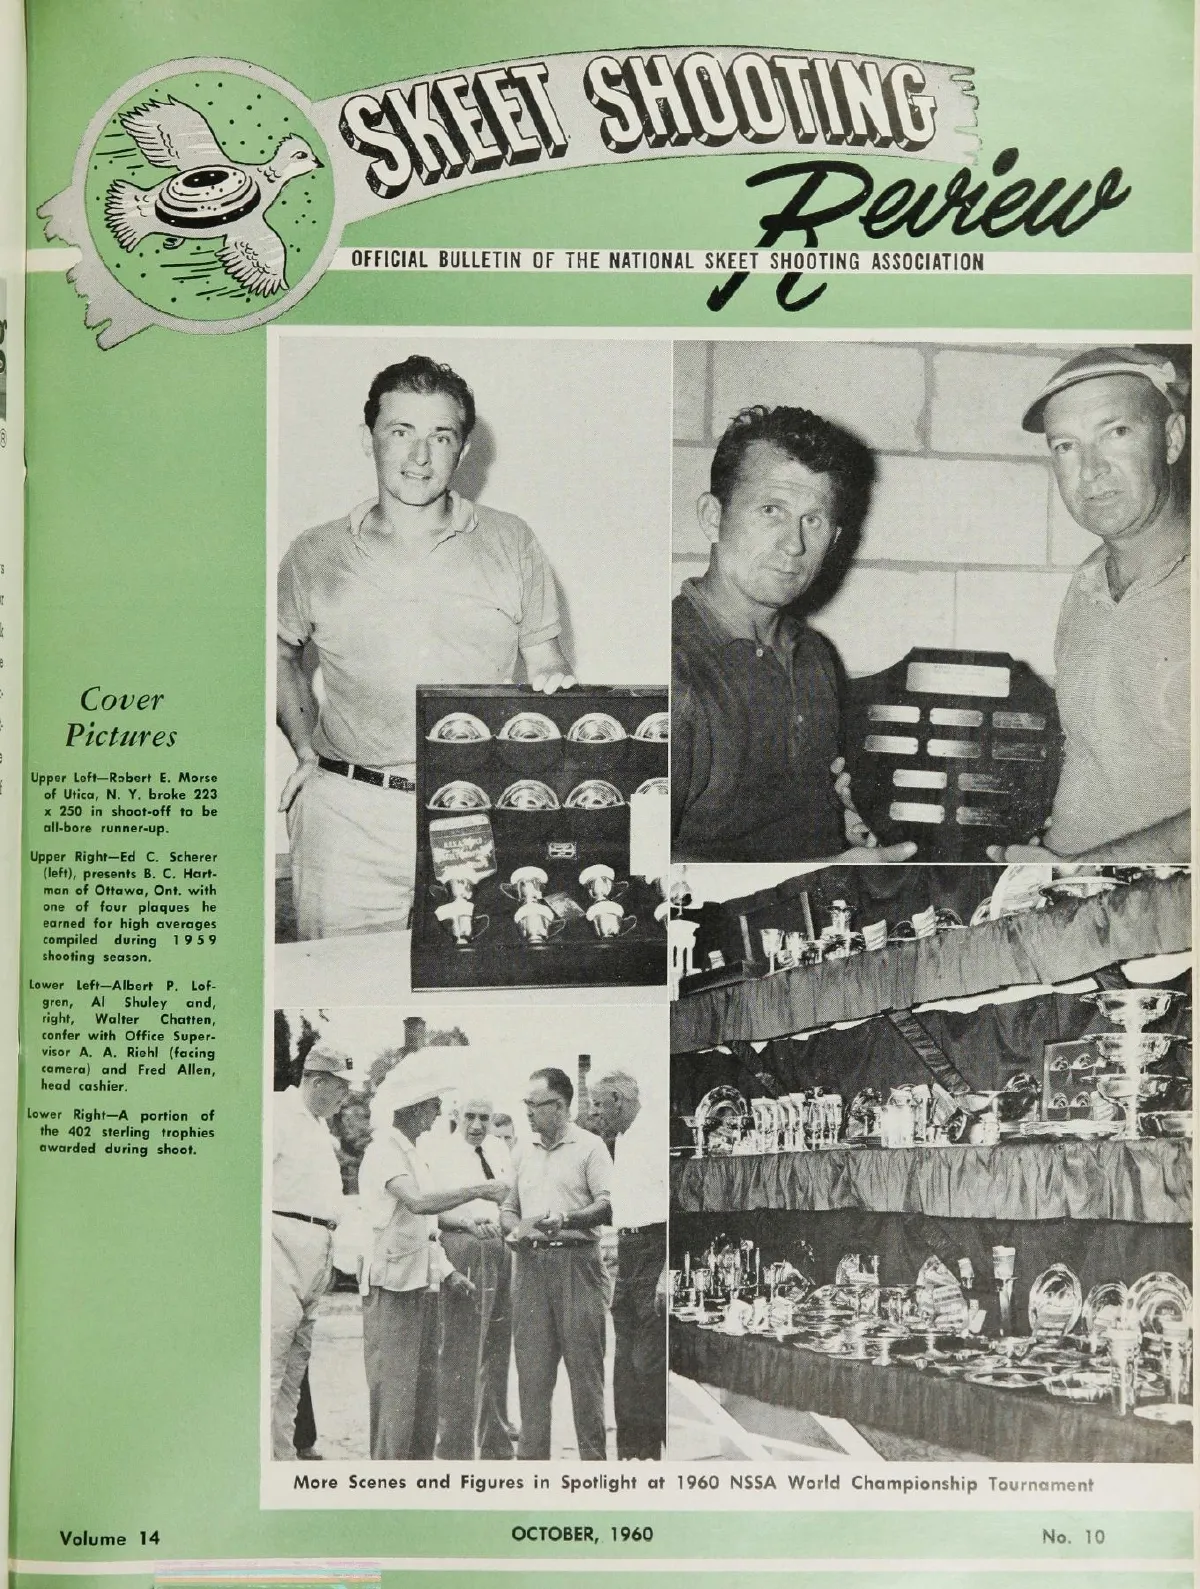 SKEET SHOOTING
Review
OFFICIAL BULLETIN OF THE NATIONAL SKEET SHOOTING ASSOCIATION
Cover
Pictures
Upper Left—Robert E. Morse
of Utica, N. Y. broke 223
x 250 in shoot-off to be
all-bore runner-up.
Upper Right—Ed C. Scherer
(left), presents B. C. Hart-
man of Ottawa, Ont. with
one of four plaques he
earned for high averages
compiled during 1959
shooting season.
Lower Left—Albert P. Lof-
gren, Al Shuley and,
right, Walter Chatten,
confer with Office Super-
visor A. A. Riehl (facing
camera) and Fred Allen,
head cashier.
Lower Right—A portion of
the 402 sterling trophies
awarded during shoot.
More Scenes and Figures in Spotlight at 1960 NSSA World Championship Tournament
Volume 14
OCTOBER, 1960
No. 10